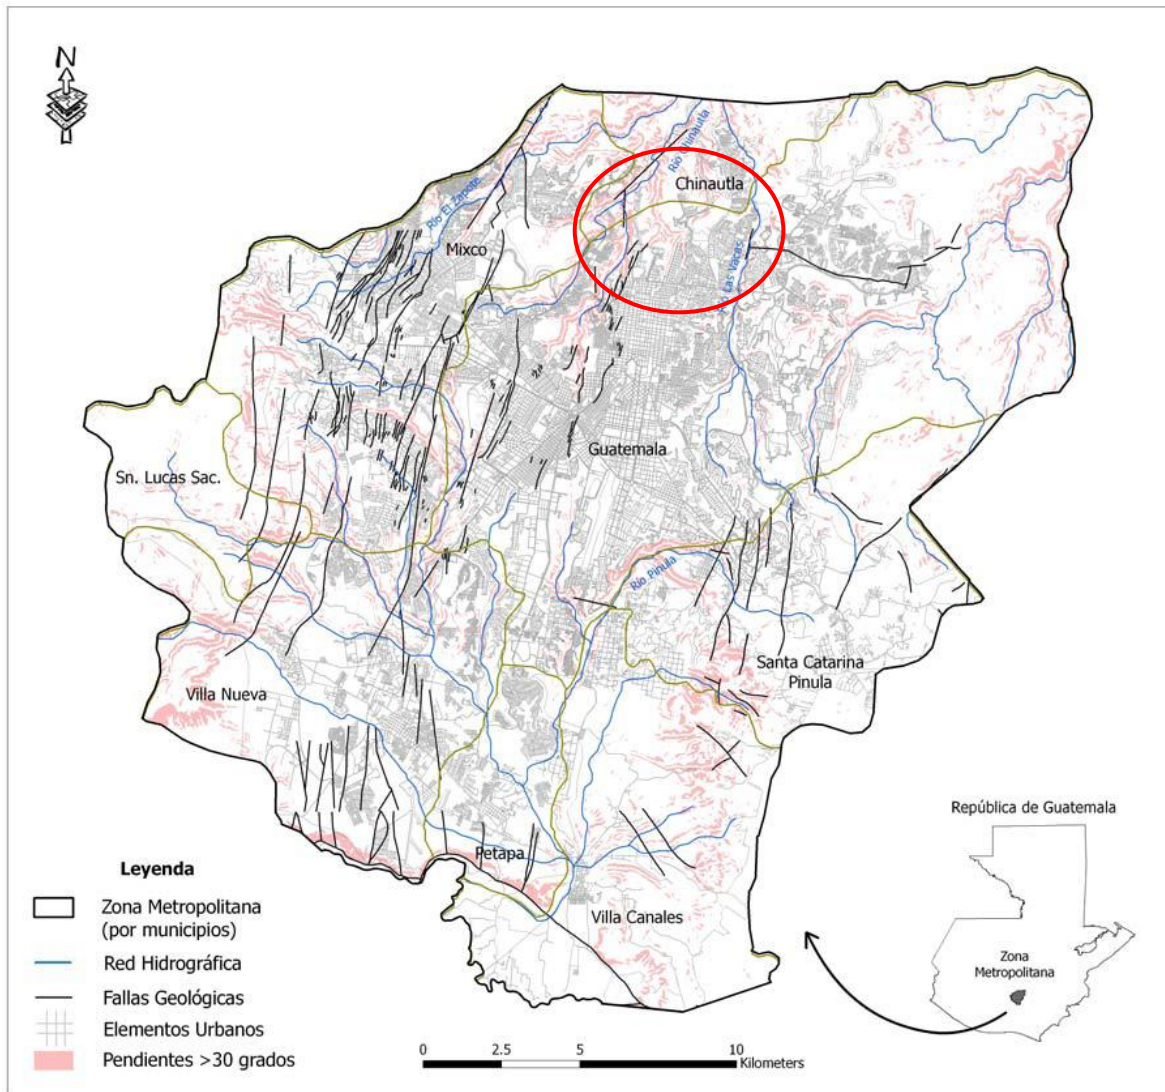 N
Río Chinautla
Chinautla
Río El Zapote
Mixco
Río Las Vacas
Guatemala
Sn. Lucas Sac.
Río Pinula
Santa Catarina
Pinula
Villa Nueva
República de Guatemala
Petapa
Villa Canales
Zona
Metropolitana
Leyenda
Zona Metropolitana
(por municipios)
Red Hidrográfica
Fallas Geológicas
Elementos Urbanos
Pendientes >30 grados
0 2.5 5 10
Kilometers